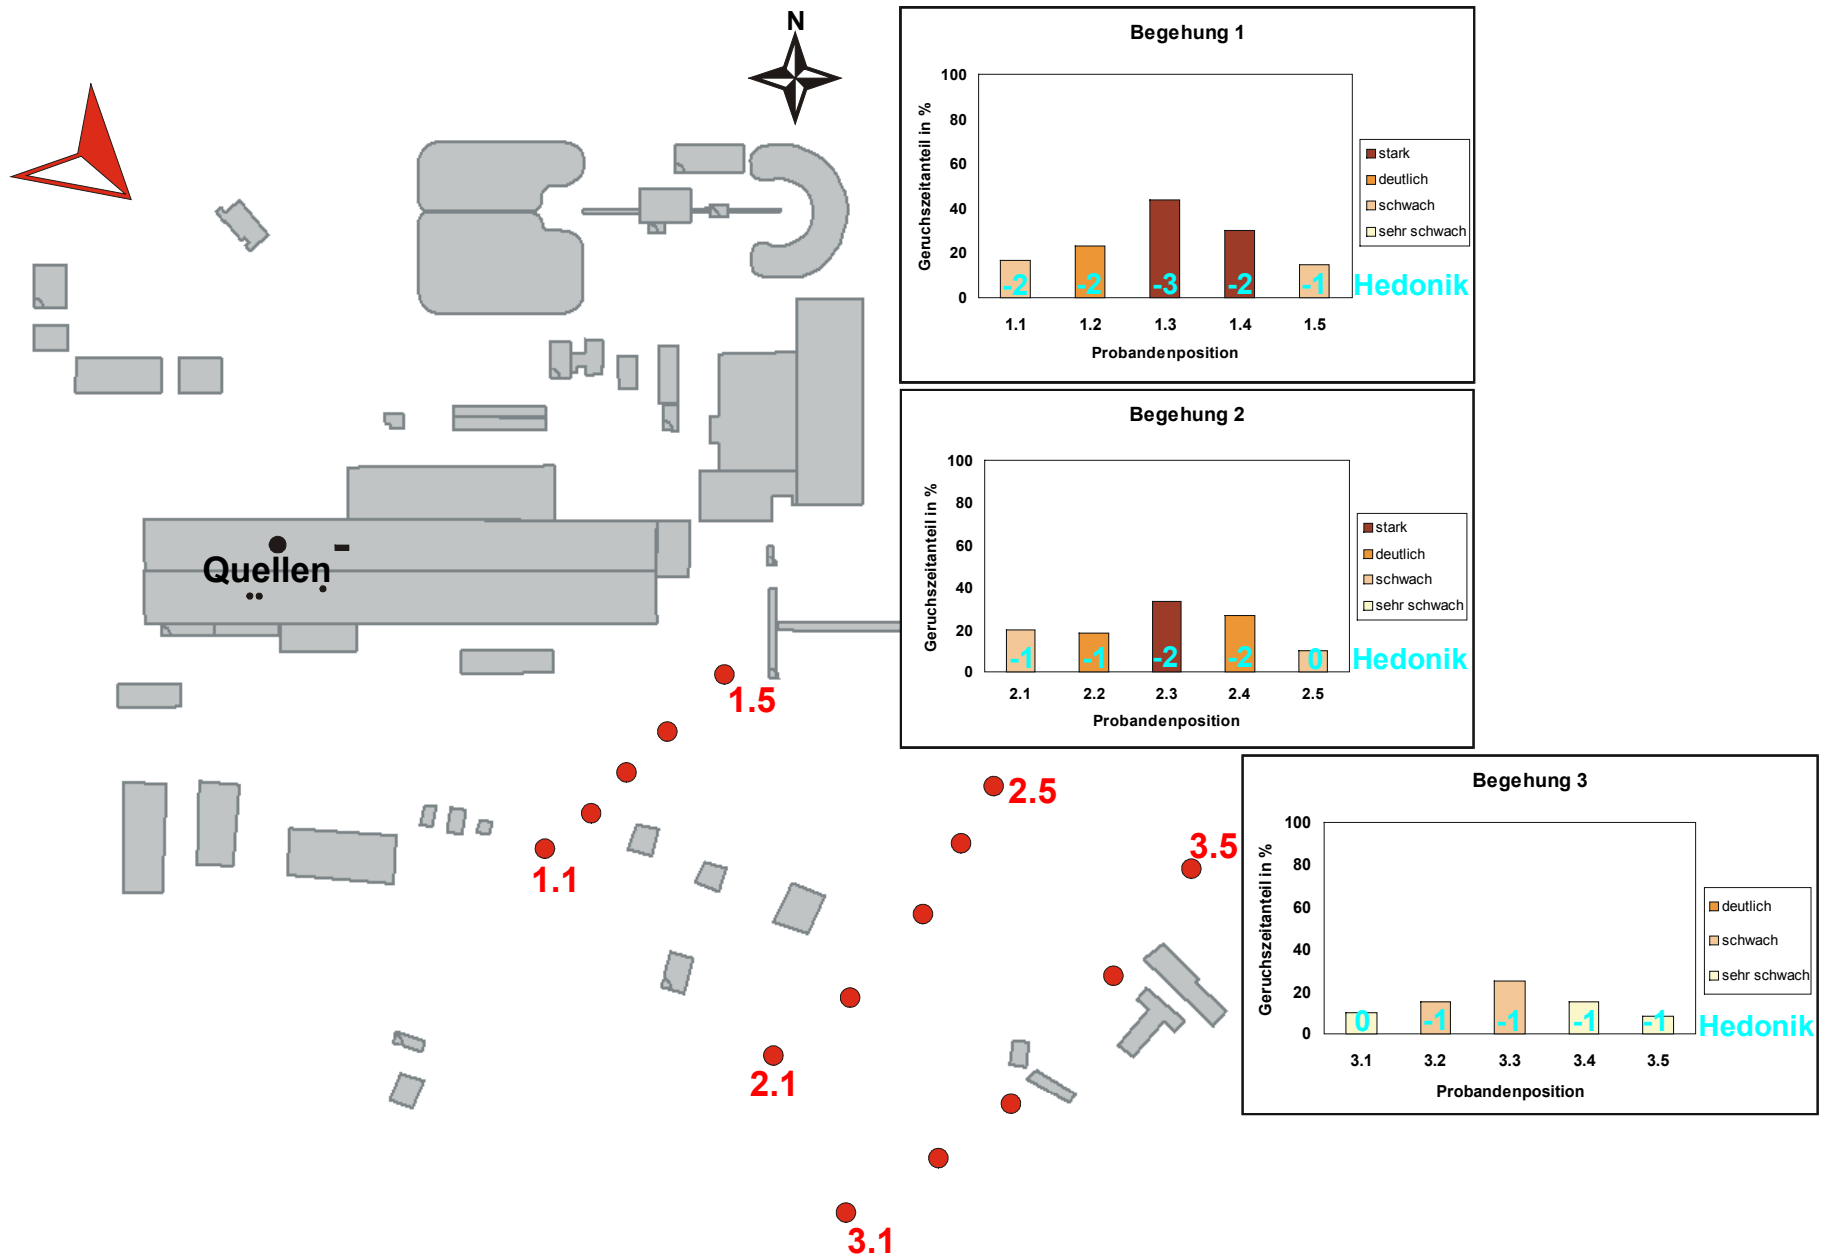 N
Quellen
1.5
1.1
2.5
2.1
3.5
3.1
Begehung 1
Geruchszeitanteil in %
100
80
60
40
20
0
-2 -2 -3 -2 -1
1.1 1.2 1.3 1.4 1.5
Probandenposition
stark
deutlich
schwach
sehr schwach
Hedonik
Begehung 2
Geruchszeitanteil in %
100
80
60
40
20
0
-1 -1 -2 -2 0
2.1 2.2 2.3 2.4 2.5
Probandenposition
stark
deutlich
schwach
sehr schwach
Hedonik
Begehung 3
Geruchszeitanteil in %
100
80
60
40
20
0
0 -1 -1 -1 -1
3.1 3.2 3.3 3.4 3.5
Probandenposition
deutlich
schwach
sehr schwach
Hedonik